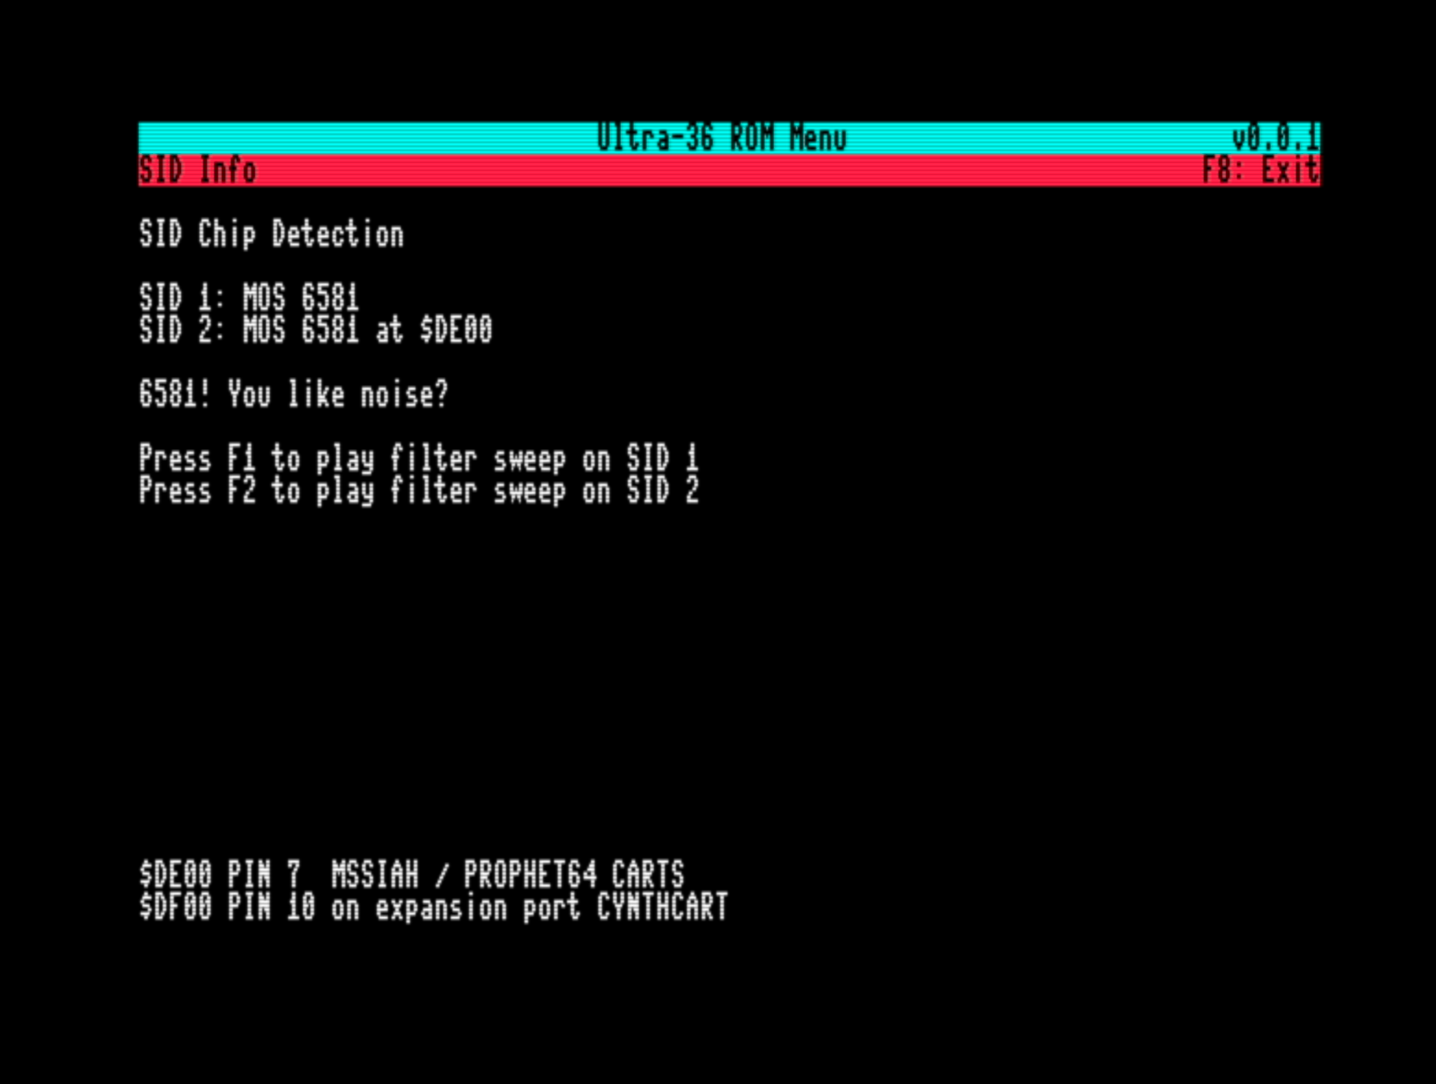 Ultra-36 ROM Menu v0.0.1
SID Info F8: Exit
SID Chip Detection
SID 1: MOS 6581
SID 2: MOS 6581 at $DE00
6581! You like noise?
Press F1 to play filter sweep on SID 1
Press F2 to play filter sweep on SID 2
$DE00 PIN 7  MSSIAH / PROPHET64 CARTS
$DF00 PIN 10 on expansion port CYNTHCART